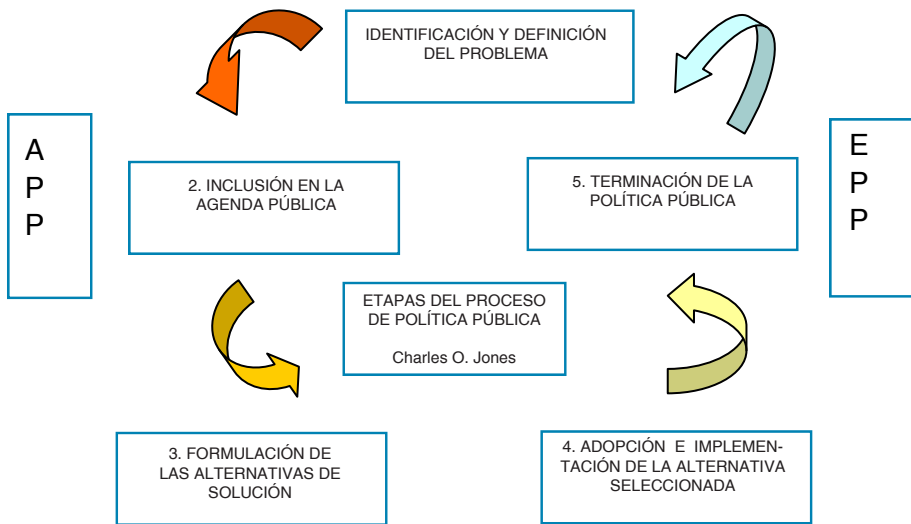 IDENTIFICACIÓN Y DEFINICIÓN
DEL PROBLEMA
A
P
P
2. INCLUSIÓN EN LA
AGENDA PÚBLICA
5. TERMINACIÓN DE LA
POLÍTICA PÚBLICA
E
P
P
ETAPAS DEL PROCESO
DE POLÍTICA PÚBLICA
Charles O. Jones
3. FORMULACIÓN DE
LAS ALTERNATIVAS DE
SOLUCIÓN
4. ADOPCIÓN E IMPLEMEN-
TACIÓN DE LA ALTERNATIVA
SELECCIONADA